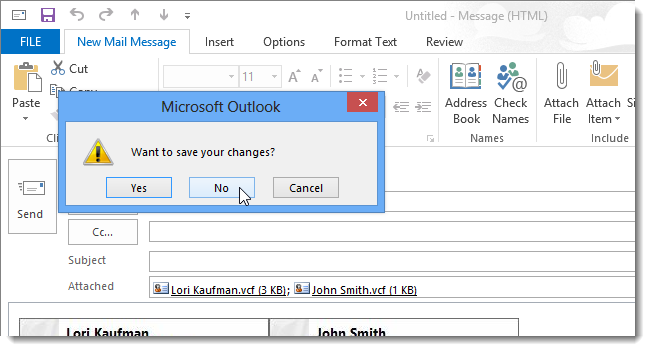 Untitled - Message (HTML)
FILE New Mail Message Insert Options Format Text Review
Paste Cut Copy
11 A A
Address Book Check Names Attach File Attach Item
Names Include
Microsoft Outlook
Want to save your changes?
Yes No Cancel
Send
Cc...
Subject
Attached Lori Kaufman.vcf (3 KB); John Smith.vcf (1 KB)
Lori Kaufman John Smith